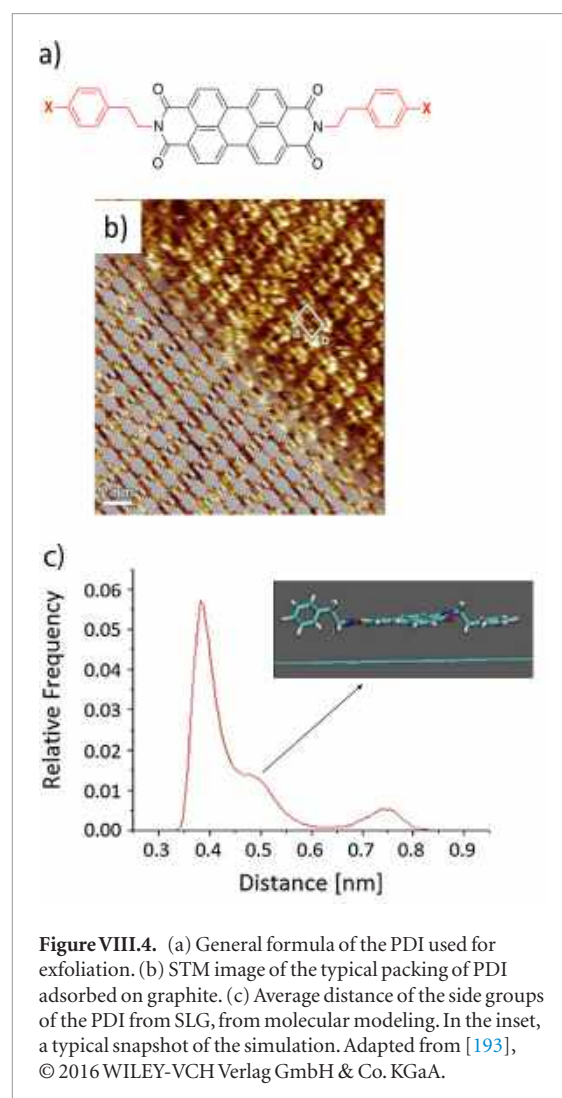 a)
X
N
N
O
O
O
O
X
b)
a
b
c)
Relative Frequency
0.06
0.05
0.04
0.03
0.02
0.01
0.00
0.3 0.4 0.5 0.6 0.7 0.8 0.9
Distance [nm]
Figure VIII.4. (a) General formula of the PDI used for
exfoliation. (b) STM image of the typical packing of PDI
adsorbed on graphite. (c) Average distance of the side groups
of the PDI from SLG, from molecular modeling. In the inset,
a typical snapshot of the simulation. Adapted from [193],
© 2016 WILEY-VCH Verlag GmbH & Co. KGaA.